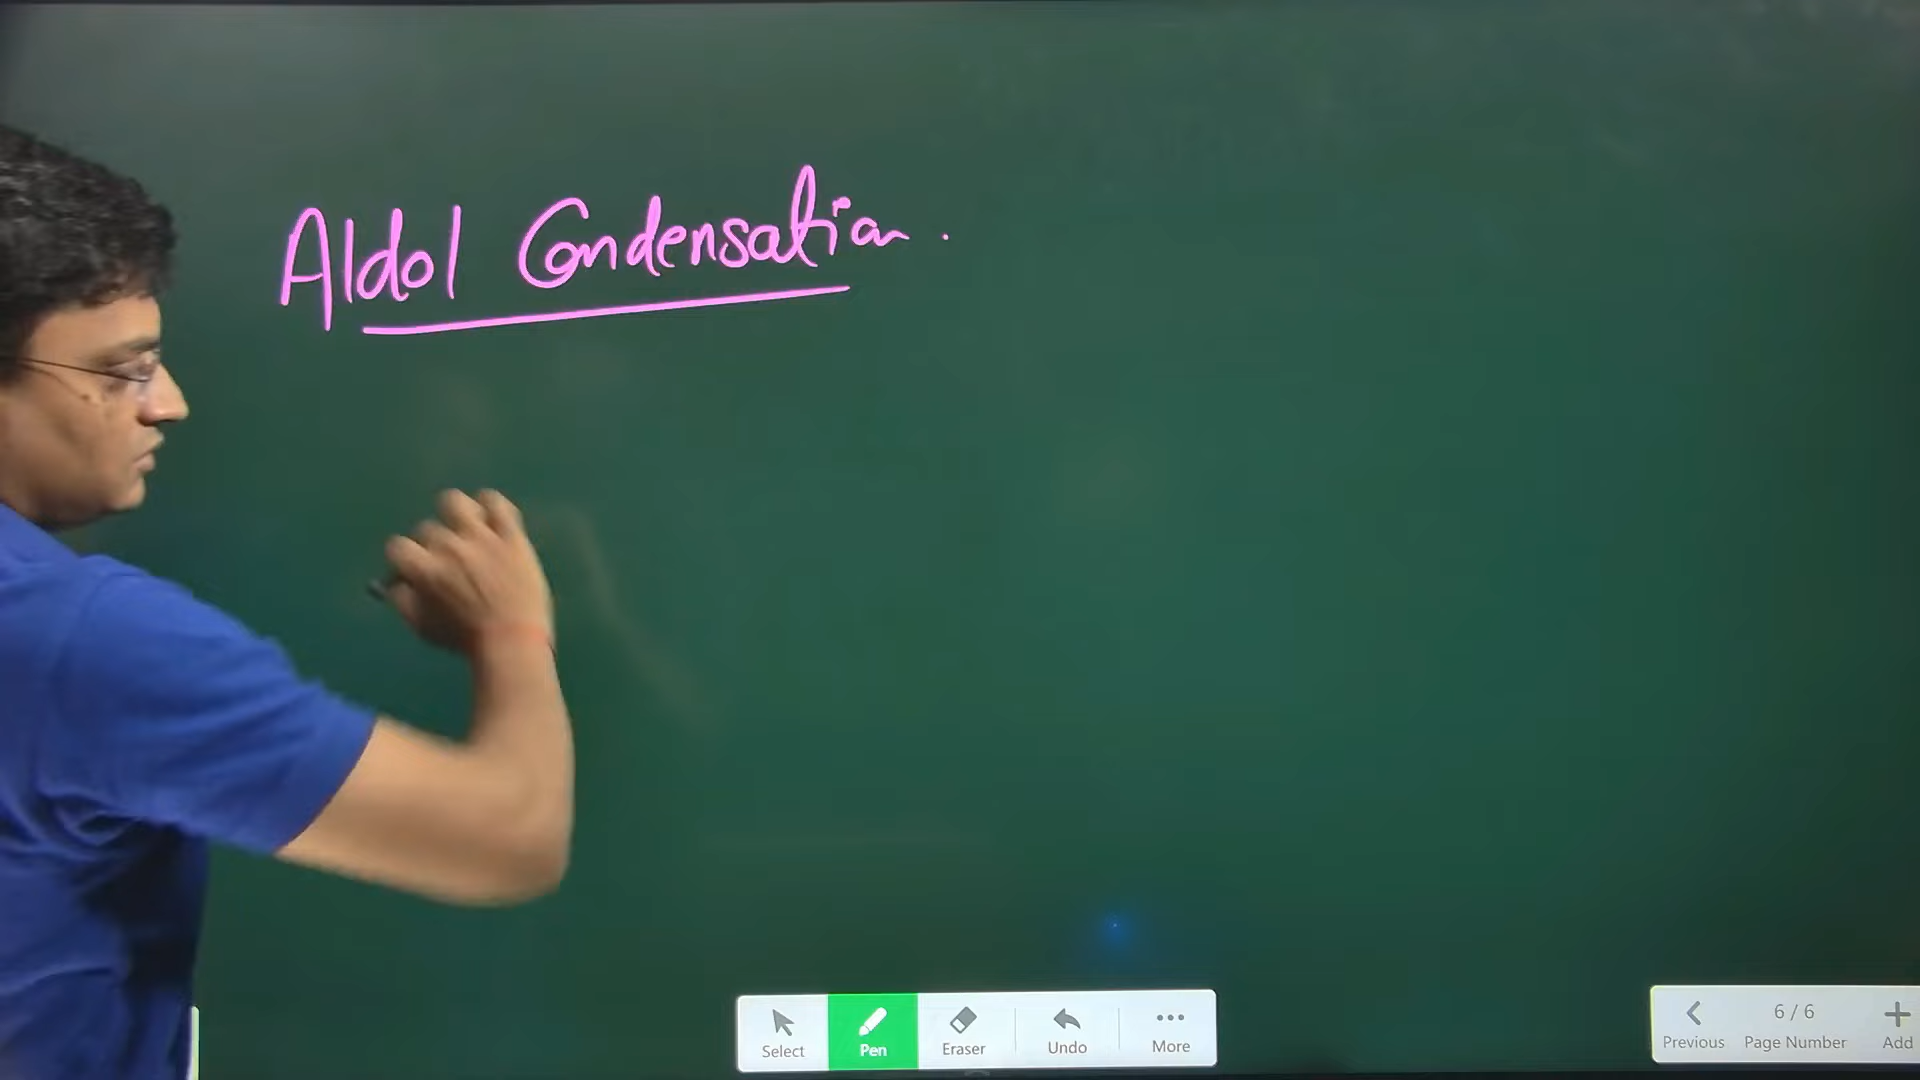 Aldol Condensation.
Select
Pen
Eraser
Undo
More
Previous
6 / 6
Page Number
Add